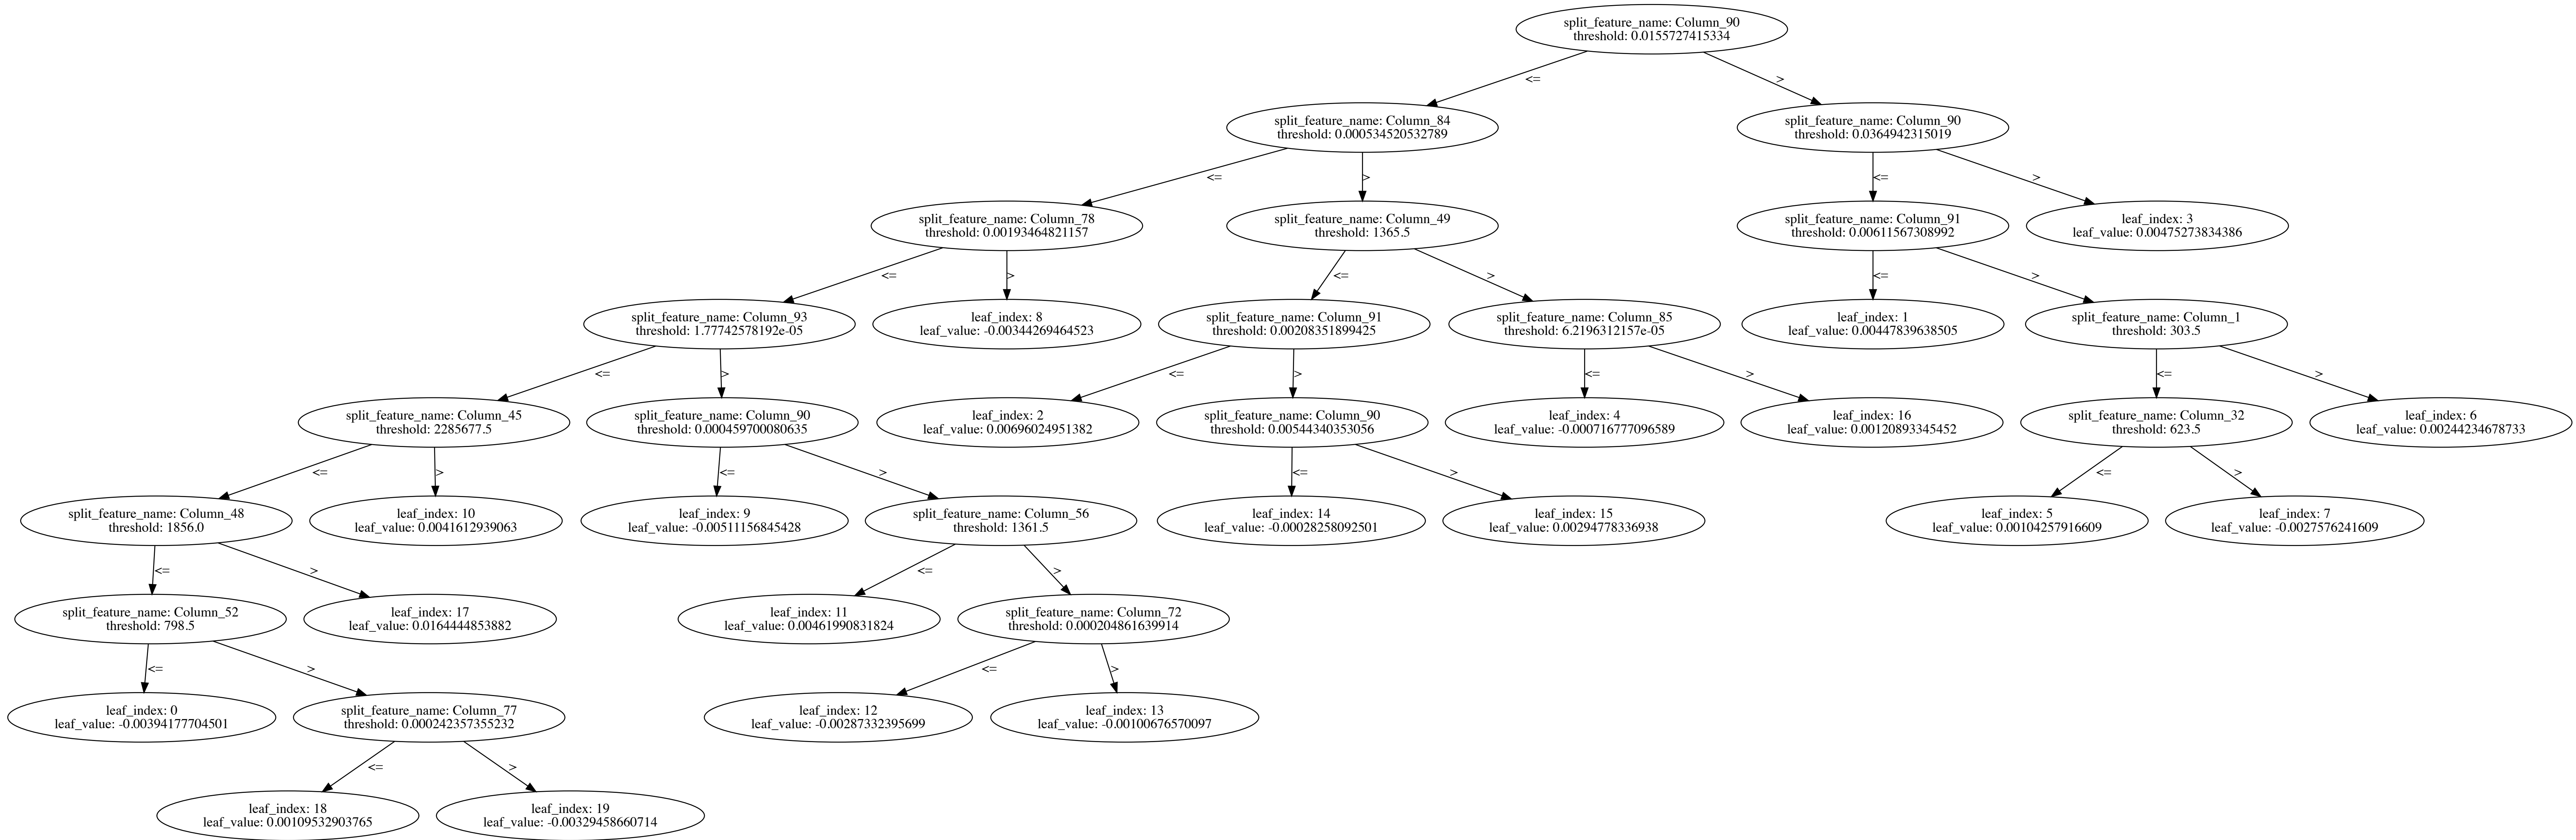 split_feature_name: Column_90
threshold: 0.0155727415334
<=
>
split_feature_name: Column_84
threshold: 0.000534520532789
split_feature_name: Column_90
threshold: 0.0364942315019
<=
>
<=
>
split_feature_name: Column_78
threshold: 0.00193464821157
split_feature_name: Column_49
threshold: 1365.5
split_feature_name: Column_91
threshold: 0.00611567308992
leaf_index: 3
leaf_value: 0.00475273834386
<=
>
<=
>
<=
>
split_feature_name: Column_93
threshold: 1.77742578192e-05
leaf_index: 8
leaf_value: -0.00344269464523
split_feature_name: Column_91
threshold: 0.00208351899425
split_feature_name: Column_85
threshold: 6.2196312157e-05
leaf_index: 1
leaf_value: 0.00447839638505
split_feature_name: Column_1
threshold: 303.5
<=
>
<=
>
<=
>
<=
>
split_feature_name: Column_45
threshold: 2285677.5
split_feature_name: Column_90
threshold: 0.000459700080635
leaf_index: 2
leaf_value: 0.00696024951382
split_feature_name: Column_90
threshold: 0.00544340353056
leaf_index: 4
leaf_value: -0.000716777096589
leaf_index: 16
leaf_value: 0.00120893345452
split_feature_name: Column_32
threshold: 623.5
leaf_index: 6
leaf_value: 0.00244234678733
<=
>
<=
>
<=
>
<=
>
split_feature_name: Column_48
threshold: 1856.0
leaf_index: 10
leaf_value: 0.0041612939063
leaf_index: 9
leaf_value: -0.00511156845428
split_feature_name: Column_56
threshold: 1361.5
leaf_index: 14
leaf_value: -0.00028258092501
leaf_index: 15
leaf_value: 0.00294778336938
leaf_index: 5
leaf_value: 0.00104257916609
leaf_index: 7
leaf_value: -0.0027576241609
<=
>
<=
>
split_feature_name: Column_52
threshold: 798.5
leaf_index: 17
leaf_value: 0.0164444853882
leaf_index: 11
leaf_value: 0.00461990831824
split_feature_name: Column_72
threshold: 0.000204861639914
<=
>
<=
>
leaf_index: 0
leaf_value: -0.00394177704501
split_feature_name: Column_77
threshold: 0.000242357355232
leaf_index: 12
leaf_value: -0.00287332395699
leaf_index: 13
leaf_value: -0.00100676570097
<=
>
leaf_index: 18
leaf_value: 0.00109532903765
leaf_index: 19
leaf_value: -0.00329458660714